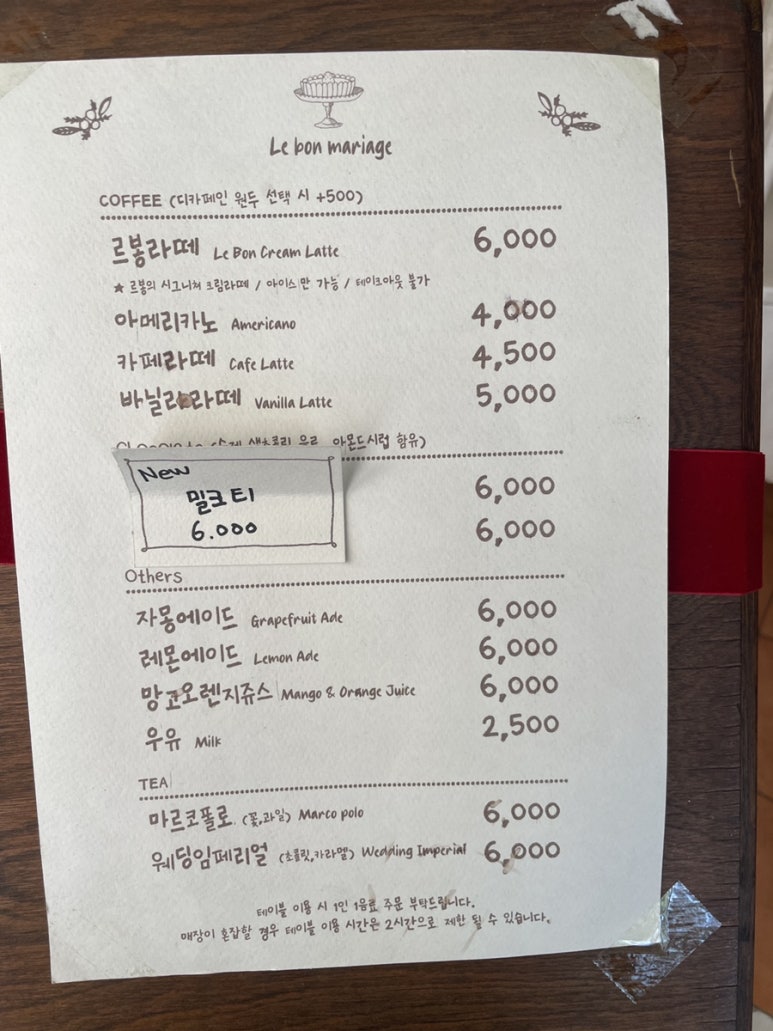 Le bon mariage
COFFEE (디카페인 원두 선택 시 +500)
르봉라떼 Le Bon Cream Latte 6,000
★ 르봉의 시그니쳐 크림라떼 / 아이스만 가능 / 테이크아웃 불가
아메리카노 Americano 4,000
카페라떼 Cafe Latte 4,500
바닐라라떼 Vanilla Latte 5,000
아몬드시럽 함유)
New
밀크티
6.000
6,000
6,000
Others
자몽에이드 Grapefruit Ade 6,000
레몬에이드 Lemon Ade 6,000
망고오렌지쥬스 Mango & Orange Juice 6,000
우유 Milk 2,500
TEA
마르코폴로 (꽃,과일) Marco polo 6,000
웨딩임페리얼 (초콜릿,카라멜) Wedding Imperial 6,000
테이블 이용 시 1인 1음료 주문 부탁드립니다.
매장이 혼잡할 경우 테이블 이용 시간은 2시간으로 제한 될 수 있습니다.